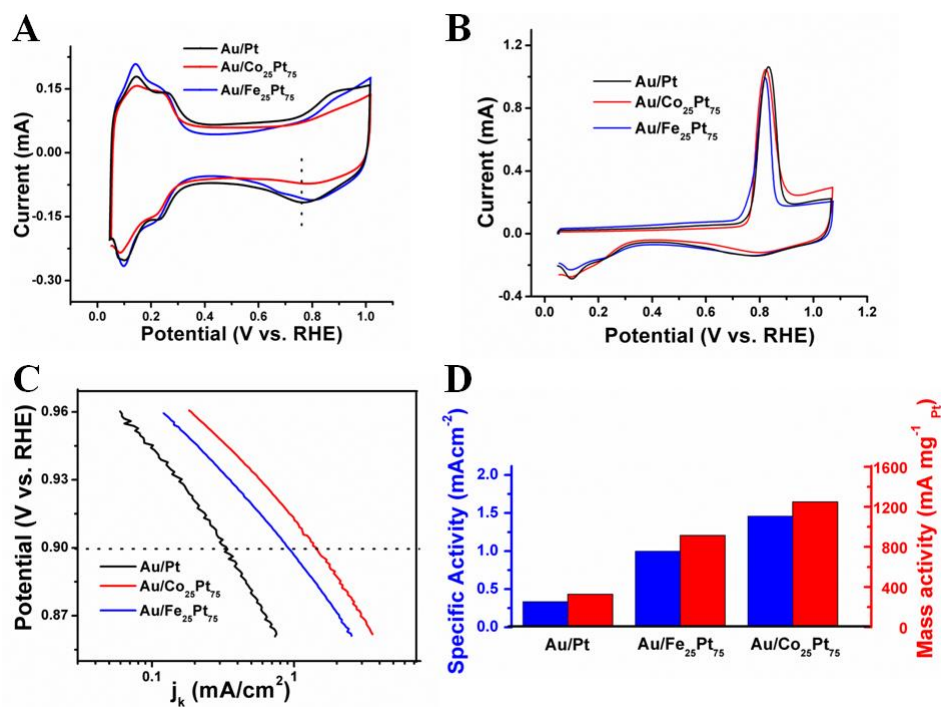 A
Au/Pt
Au/Co25Pt75
Au/Fe25Pt75
Current (mA)
0.15
0.00
-0.15
-0.30
0.0 0.2 0.4 0.6 0.8 1.0
Potential (V vs. RHE)
B
Au/Pt
Au/Co25Pt75
Au/Fe25Pt75
Current (mA)
1.2
0.8
0.4
0.0
-0.4
0.0 0.2 0.4 0.6 0.8 1.0 1.2
Potential (V vs. RHE)
C
Potential (V vs. RHE)
0.96
0.93
0.90
0.87
Au/Pt
Au/Co25Pt75
Au/Fe25Pt75
0.1 1
jk (mA/cm2)
D
Specific Activity (mAcm-2)
2.0
1.5
1.0
0.5
0.0
Au/Pt Au/Fe25Pt75 Au/Co25Pt75
1600
1200
800
400
0
Mass activity (mA mg-1 Pt)